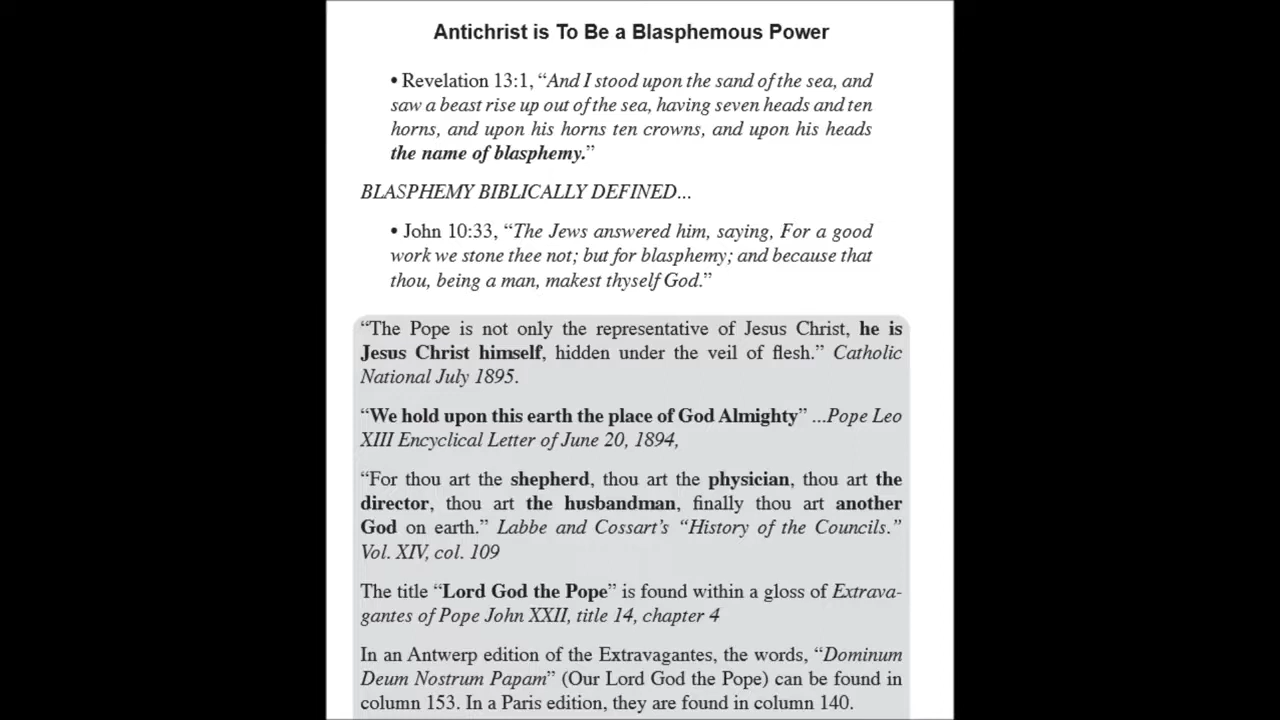 Antichrist is To Be a Blasphemous Power
• Revelation 13:1, “And I stood upon the sand of the sea, and
saw a beast rise up out of the sea, having seven heads and ten
horns, and upon his horns ten crowns, and upon his heads
the name of blasphemy.”
BLASPHEMY BIBLICALLY DEFINED...
• John 10:33, “The Jews answered him, saying, For a good
work we stone thee not; but for blasphemy; and because that
thou, being a man, makest thyself God.”
“The Pope is not only the representative of Jesus Christ, he is
Jesus Christ himself, hidden under the veil of flesh.” Catholic
National July 1895.
“We hold upon this earth the place of God Almighty” ...Pope Leo
XIII Encyclical Letter of June 20, 1894,
“For thou art the shepherd, thou art the physician, thou art the
director, thou art the husbandman, finally thou art another
God on earth.” Labbe and Cossart’s “History of the Councils.”
Vol. XIV, col. 109
The title “Lord God the Pope” is found within a gloss of Extrava-
gantes of Pope John XXII, title 14, chapter 4
In an Antwerp edition of the Extravagantes, the words, “Dominum
Deum Nostrum Papam” (Our Lord God the Pope) can be found in
column 153. In a Paris edition, they are found in column 140.